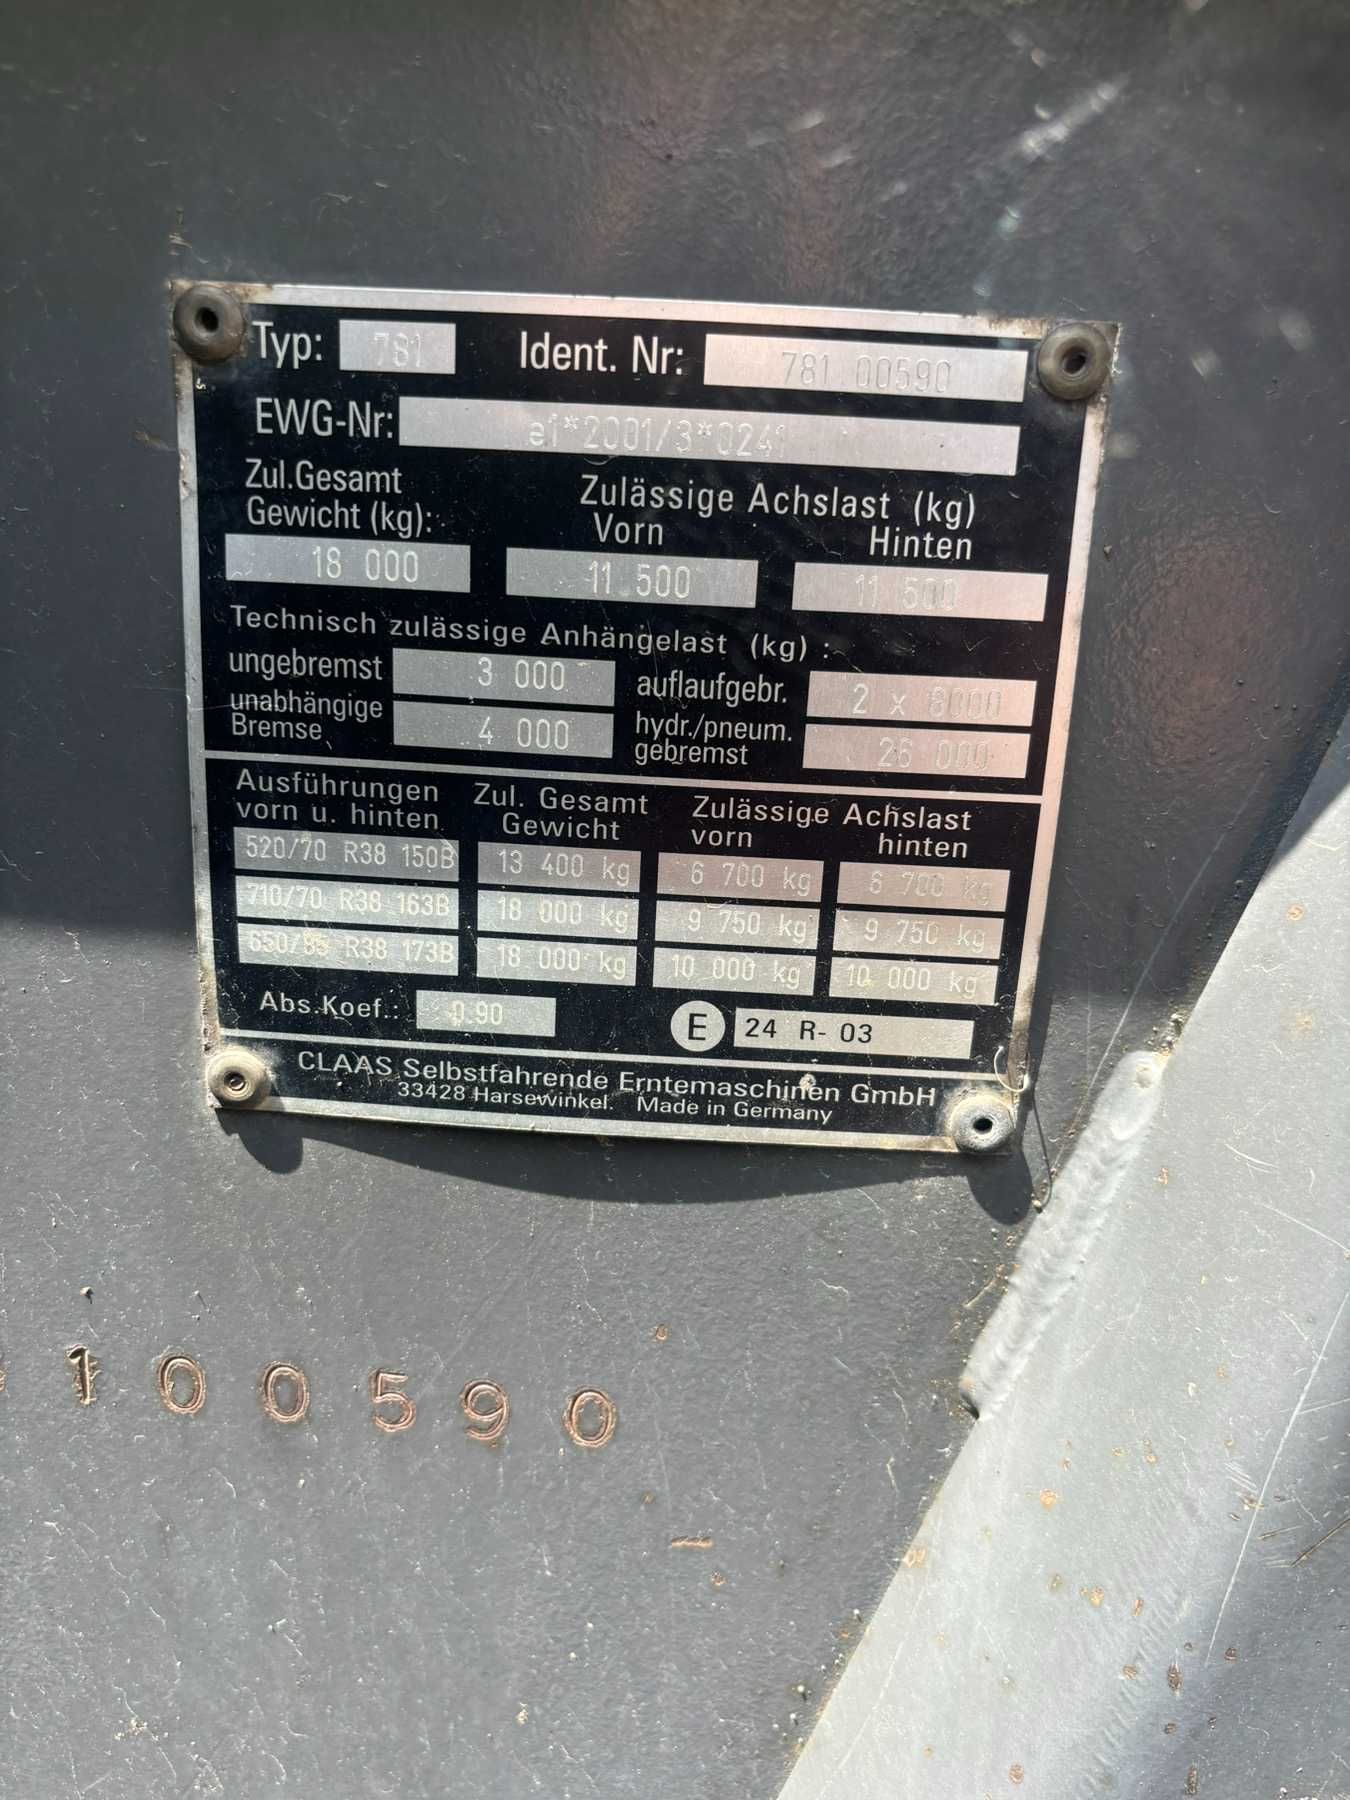 Typ: 781 Ident. Nr: 781 00590
EWG-Nr: e1*2001/3*0241
Zul.Gesamt Zulässige Achslast (kg)
Gewicht (kg): Vorn Hinten
18 000 11 500 11 500
Technisch zulässige Anhängelast (kg) :
ungebremst 3 000 auflaufgebr. 2 x 8000
unabhängige Bremse 4 000 hydr./pneum. gebremst 26 000
Ausführungen Zul. Gesamt Zulässige Achslast
vorn u. hinten Gewicht vorn hinten
520/70 R38 150B 13 400 kg 6 700 kg 6 700 kg
710/70 R38 163B 18 000 kg 9 750 kg 9 750 kg
650/85 R38 173B 18 000 kg 10 000 kg 10 000 kg
Abs.Koef.: 0.90 E 24 R- 03
CLAAS Selbstfahrende Erntemaschinen GmbH
33428 Harsewinkel. Made in Germany
100590